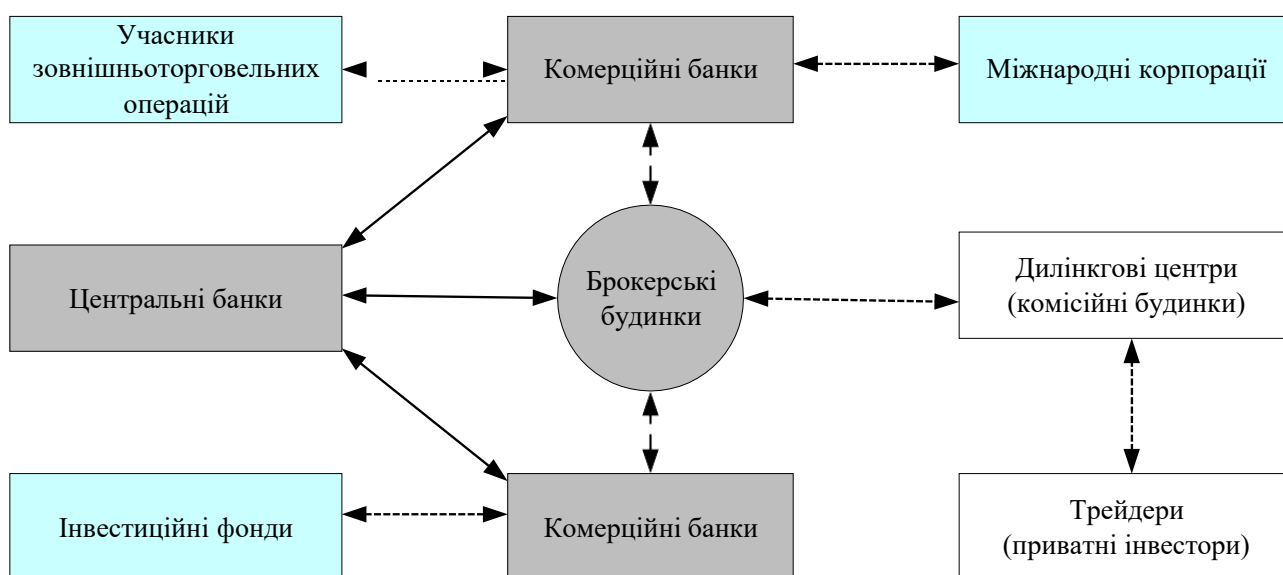 Учасники
зовнішньоторговельних
операцій
Комерційні банки
Міжнародні корпорації
Центральні банки
Брокерські
будинки
Дилінкгові центри
(комісійні будинки)
Інвестиційні фонди
Комерційні банки
Трейдери
(приватні інвестори)